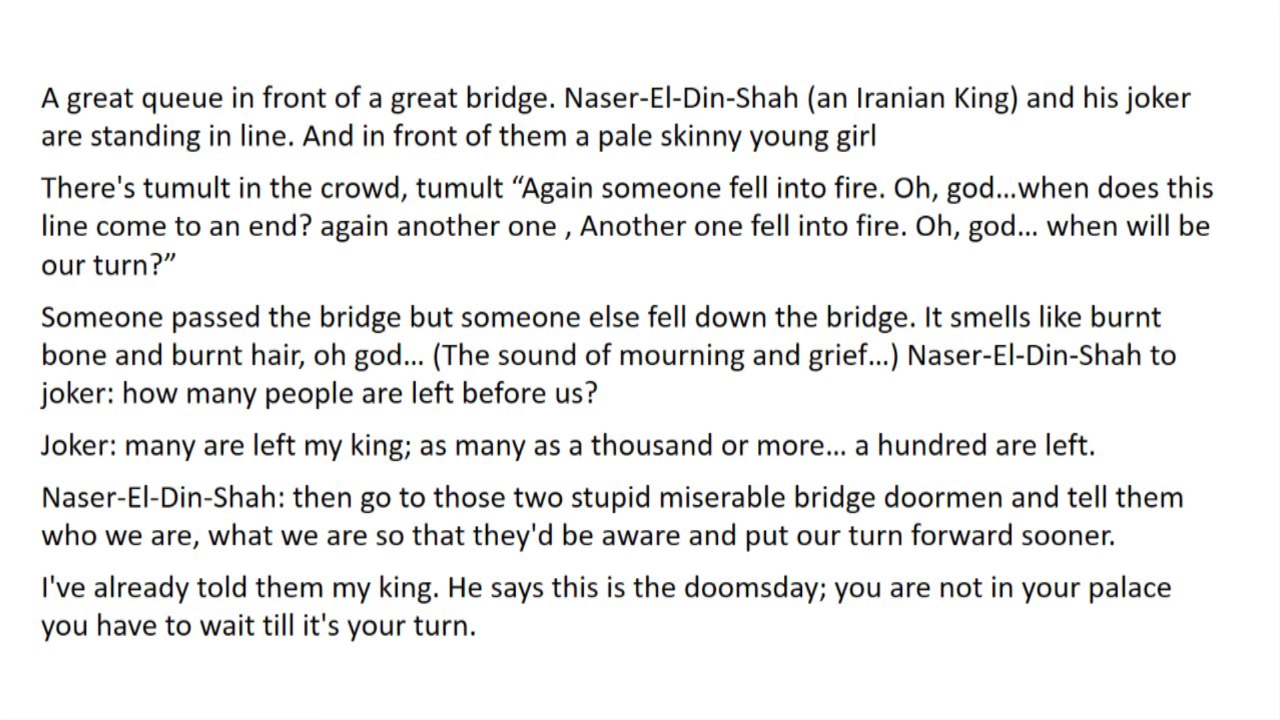 A great queue in front of a great bridge. Naser-El-Din-Shah (an Iranian King) and his joker
are standing in line. And in front of them a pale skinny young girl
There's tumult in the crowd, tumult “Again someone fell into fire. Oh, god...when does this
line come to an end? again another one , Another one fell into fire. Oh, god... when will be
our turn?”
Someone passed the bridge but someone else fell down the bridge. It smells like burnt
bone and burnt hair, oh god... (The sound of mourning and grief...) Naser-El-Din-Shah to
joker: how many people are left before us?
Joker: many are left my king; as many as a thousand or more... a hundred are left.
Naser-El-Din-Shah: then go to those two stupid miserable bridge doormen and tell them
who we are, what we are so that they'd be aware and put our turn forward sooner.
I've already told them my king. He says this is the doomsday; you are not in your palace
you have to wait till it's your turn.